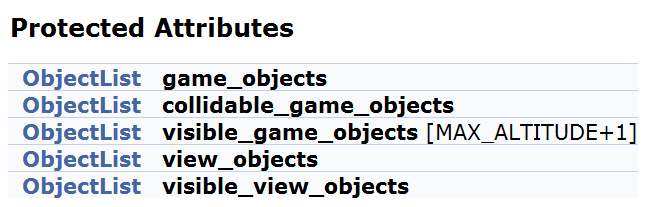 Protected Attributes
ObjectList game_objects
ObjectList collidable_game_objects
ObjectList visible_game_objects [MAX_ALTITUDE+1]
ObjectList view_objects
ObjectList visible_view_objects